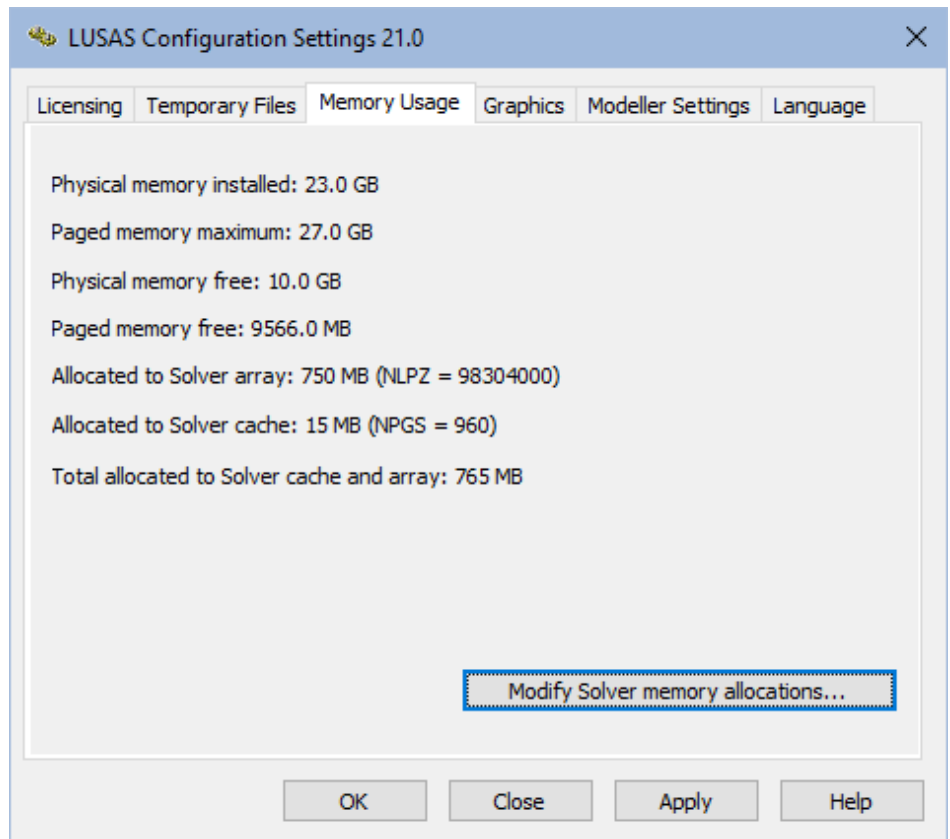 LUSAS Configuration Settings 21.0
Licensing Temporary Files Memory Usage Graphics Modeller Settings Language
Physical memory installed: 23.0 GB
Paged memory maximum: 27.0 GB
Physical memory free: 10.0 GB
Paged memory free: 9566.0 MB
Allocated to Solver array: 750 MB (NLPZ = 98304000)
Allocated to Solver cache: 15 MB (NPGS = 960)
Total allocated to Solver cache and array: 765 MB
Modify Solver memory allocations...
OK Close Apply Help